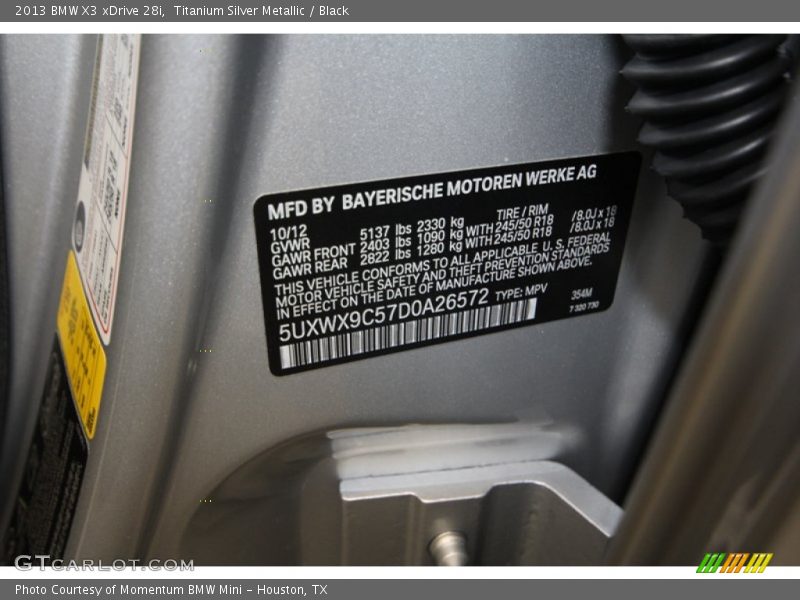 2013 BMW X3 xDrive 28i, Titanium Silver Metallic / Black
MFD BY BAYERISCHE MOTOREN WERKE AG
10/12 TIRE / RIM
GVWR 5137 lbs 2330 kg
GAWR FRONT 2403 lbs 1090 kg WITH 245/50 R18 /8.0J x 18
GAWR REAR 2822 lbs 1280 kg WITH 245/50 R18 /8.0J x 18
THIS VEHICLE CONFORMS TO ALL APPLICABLE U.S. FEDERAL
MOTOR VEHICLE SAFETY AND THEFT PREVENTION STANDARDS
IN EFFECT ON THE DATE OF MANUFACTURE SHOWN ABOVE.
5UXWX9C57D0A26572 TYPE: MPV 354M
7 320 730
GTCARLOT.COM
Photo Courtesy of Momentum BMW Mini - Houston, TX